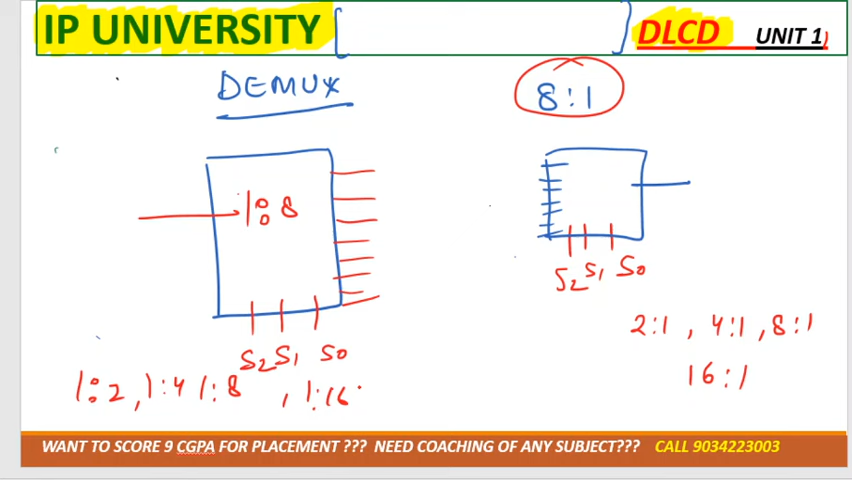 IP UNIVERSITY [ ] DLCD UNIT 1)
DEMUX
8:1
1:8
S2 S1 S0
S2 S1 S0
2:1 , 4:1 , 8:1
16:1
1:2 , 1:4 1:8 , 1:16
WANT TO SCORE 9 CGPA FOR PLACEMENT ??? NEED COACHING OF ANY SUBJECT??? CALL 9034223003